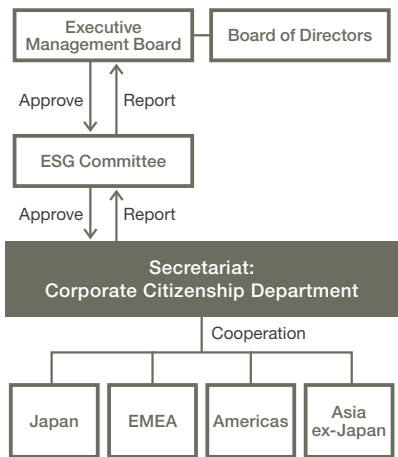 Executive
Management Board
Board of Directors
Approve
Report
ESG Committee
Approve
Report
Secretariat:
Corporate Citizenship Department
Cooperation
Japan
EMEA
Americas
Asia
ex-Japan